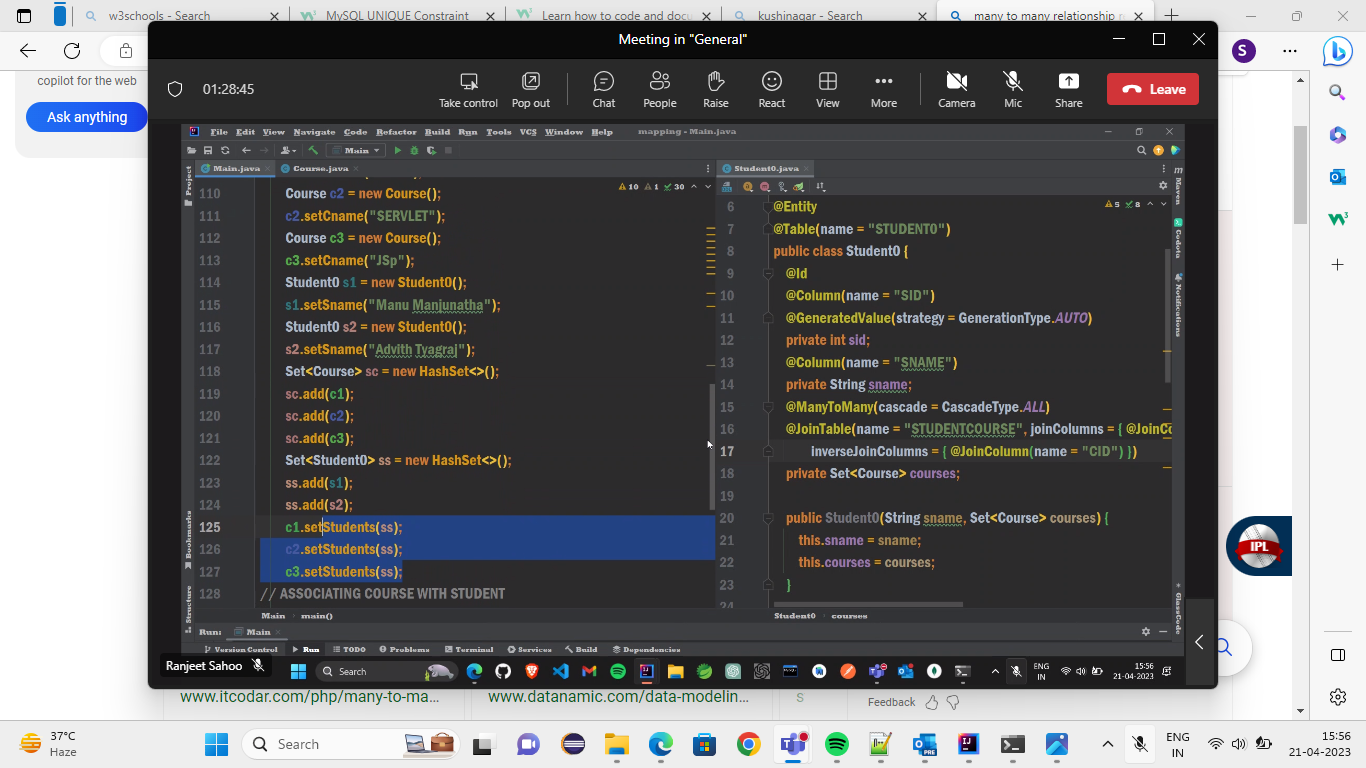 w3schools - Search
MySQL UNIQUE Constraint
Learn how to code and docu
kushinagar - Search
many to many relationship r
copilot for the web
Ask anything
Meeting in "General"
01:28:45
Take control
Pop out
Chat
People
Raise
React
View
More
Camera
Mic
Share
Leave
S
File Edit View Navigate Code Refactor Build Run Tools VCS Window Help
mapping - Main.java
Main
Main.java
Course.java
Student0.java
Project
Bookmarks
Structure
10 1 30
110 Course c2 = new Course();
111 c2.setCname("SERVLET");
112 Course c3 = new Course();
113 c3.setCname("JSp");
114 Student0 s1 = new Student0();
115 s1.setSname("Manu Manjunatha");
116 Student0 s2 = new Student0();
117 s2.setSname("Advith Tyagraj");
118 Set<Course> sc = new HashSet<>();
119 sc.add(c1);
120 sc.add(c2);
121 sc.add(c3);
122 Set<Student0> ss = new HashSet<>();
123 ss.add(s1);
124 ss.add(s2);
125 c1.setStudents(ss);
126 c2.setStudents(ss);
127 c3.setStudents(ss);
128 // ASSOCIATING COURSE WITH STUDENT
Main main()
9 8
6 @Entity
7 @Table(name = "STUDENT0")
8 public class Student0 {
9 @Id
10 @Column(name = "SID")
11 @GeneratedValue(strategy = GenerationType.AUTO)
12 private int sid;
13 @Column(name = "SNAME")
14 private String sname;
15 @ManyToMany(cascade = CascadeType.ALL)
16 @JoinTable(name = "STUDENTCOURSE", joinColumns = { @JoinCo
17 inverseJoinColumns = { @JoinColumn(name = "CID") })
18 private Set<Course> courses;
19
20 public Student0(String sname, Set<Course> courses) {
21 this.sname = sname;
22 this.courses = courses;
23 }
24
Student0 courses
Maven
Codota
Notifications
GlassCode
Run: Main
Version Control
Run
TODO
Problems
Terminal
Services
Build
Dependencies
Ranjeet Sahoo
Search
ENG
IN
15:56
21-04-2023
IPL
www.itcodar.com/php/many-to-ma...
www.datanamic.com/data-modelin...
s
Feedback
37°C
Haze
Search
PRE
ENG
IN
15:56
21-04-2023